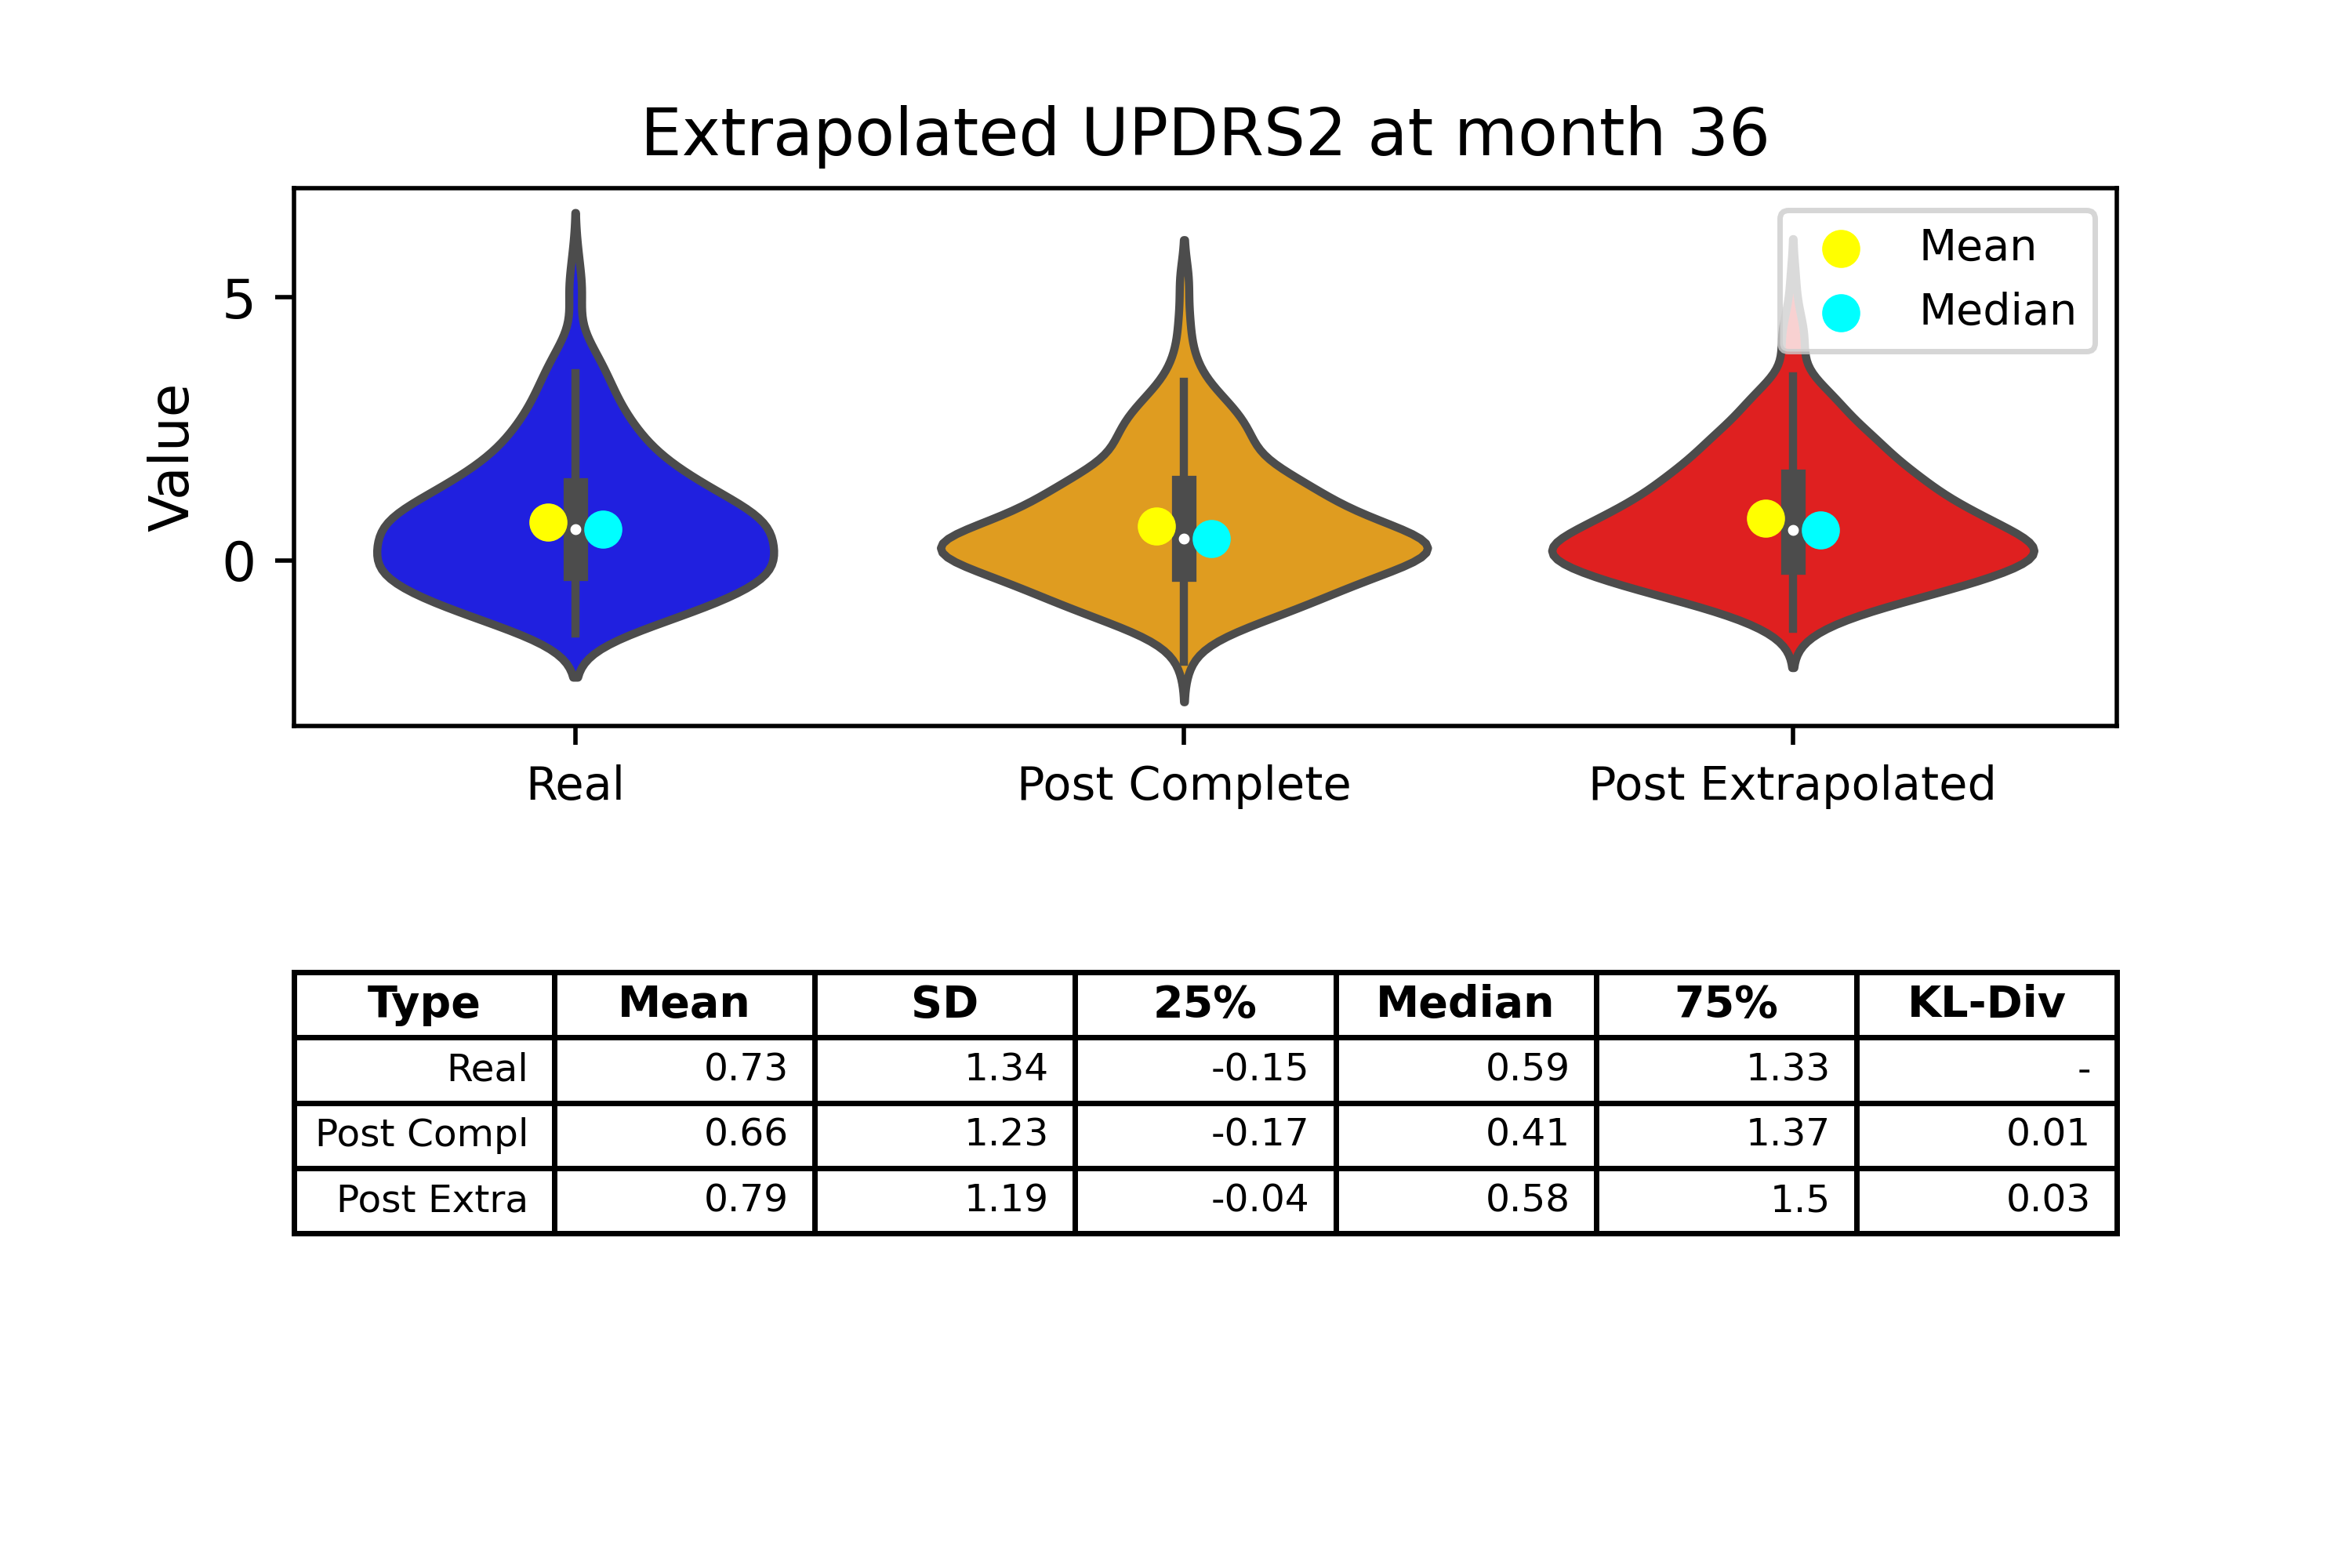 Extrapolated UPDRS2 at month 36
Value
5
0
Mean
Median
Real Post Complete Post Extrapolated
Type Mean SD 25% Median 75% KL-Div
Real 0.73 1.34 -0.15 0.59 1.33 -
Post Compl 0.66 1.23 -0.17 0.41 1.37 0.01
Post Extra 0.79 1.19 -0.04 0.58 1.5 0.03